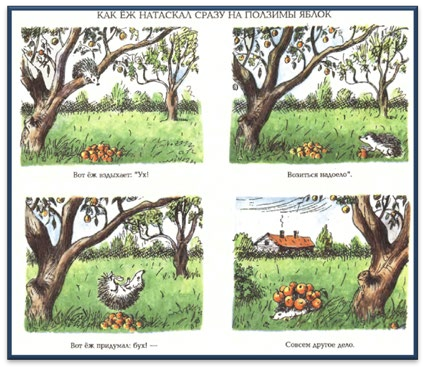 КАК ЁЖ НАТАСКАЛ СРАЗУ НА ПОЛЗИМЫ ЯБЛОК
Вот ёж вздыхает: "Ух!
Возиться надоело".
Вот ёж придумал: бух! —
Совсем другое дело.